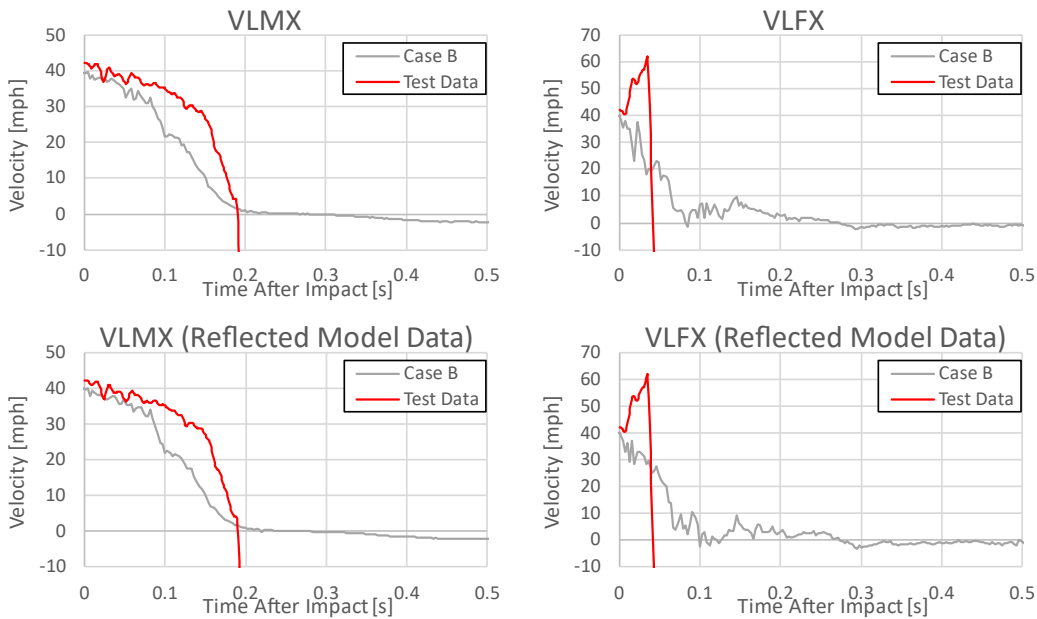 VLMX
50
40
30
20
10
0
-10
Velocity [mph]
0 0.1 0.2 0.3 0.4 0.5
Time After Impact [s]
Case B
Test Data
VLFX
70
60
50
40
30
20
10
0
-10
Velocity [mph]
0 0.1 0.2 0.3 0.4 0.5
Time After Impact [s]
Case B
Test Data
VLMX (Reflected Model Data)
50
40
30
20
10
0
-10
Velocity [mph]
0 0.1 0.2 0.3 0.4 0.5
Time After Impact [s]
Case B
Test Data
VLFX (Reflected Model Data)
70
60
50
40
30
20
10
0
-10
Velocity [mph]
0 0.1 0.2 0.3 0.4 0.5
Time After Impact [s]
Case B
Test Data